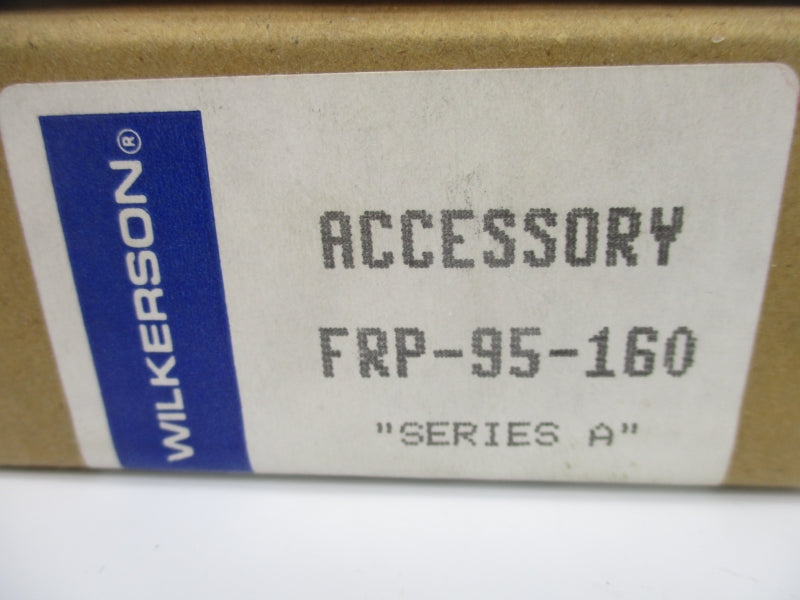 WILKERSON®
ACCESSORY
FRP-95-160
"SERIES A"